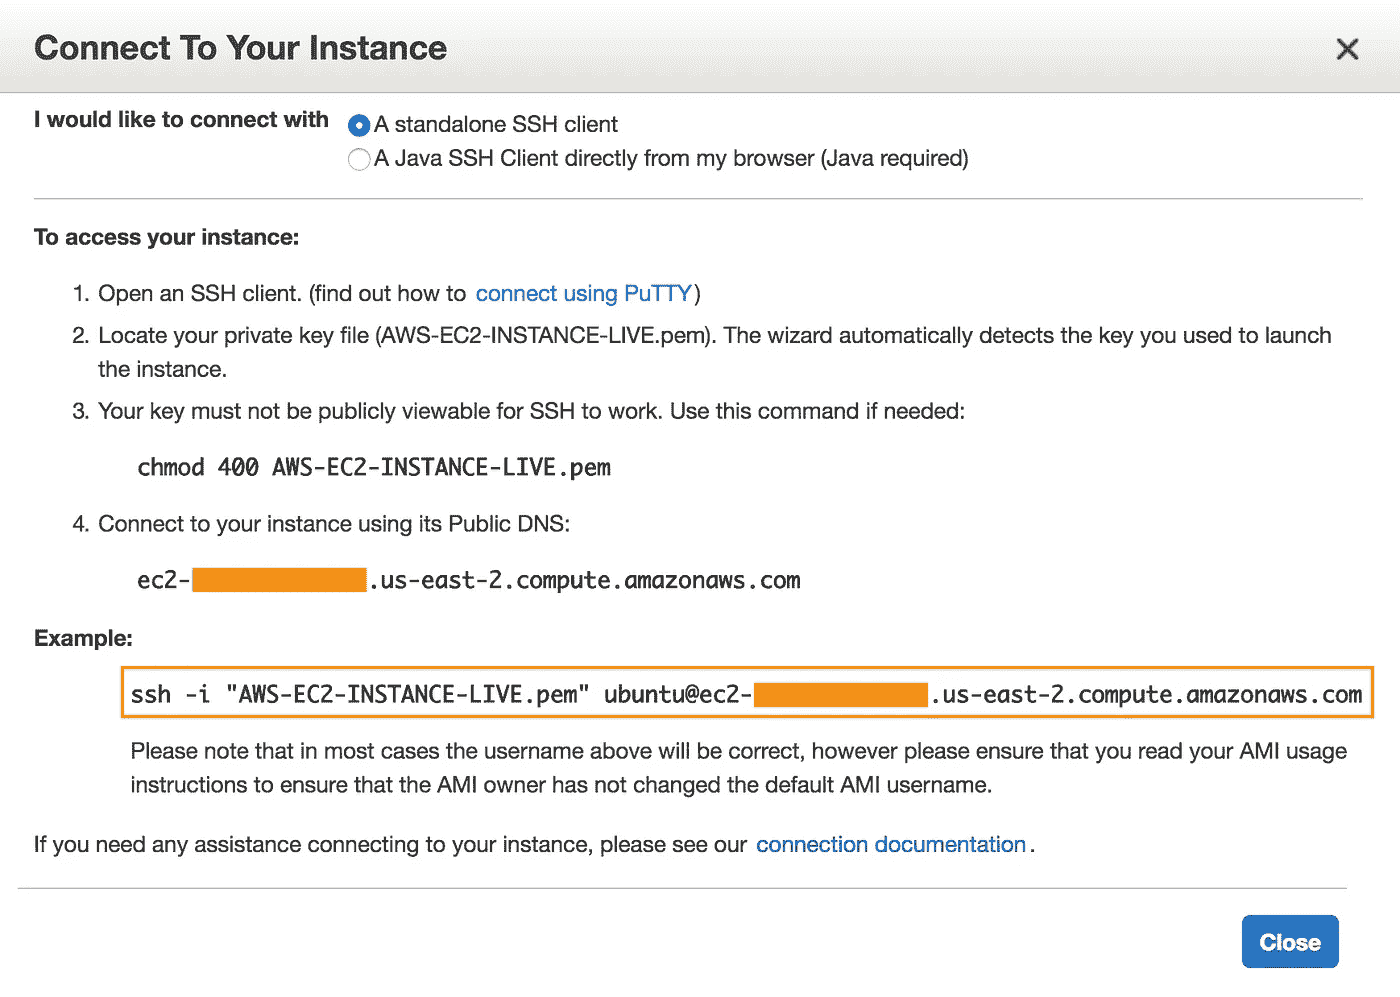 Connect To Your Instance
I would like to connect with
A standalone SSH client
A Java SSH Client directly from my browser (Java required)
To access your instance:
1. Open an SSH client. (find out how to connect using PuTTY)
2. Locate your private key file (AWS-EC2-INSTANCE-LIVE.pem). The wizard automatically detects the key you used to launch
the instance.
3. Your key must not be publicly viewable for SSH to work. Use this command if needed:
chmod 400 AWS-EC2-INSTANCE-LIVE.pem
4. Connect to your instance using its Public DNS:
ec2- .us-east-2.compute.amazonaws.com
Example:
ssh -i "AWS-EC2-INSTANCE-LIVE.pem" ubuntu@ec2- .us-east-2.compute.amazonaws.com
Please note that in most cases the username above will be correct, however please ensure that you read your AMI usage
instructions to ensure that the AMI owner has not changed the default AMI username.
If you need any assistance connecting to your instance, please see our connection documentation.
Close